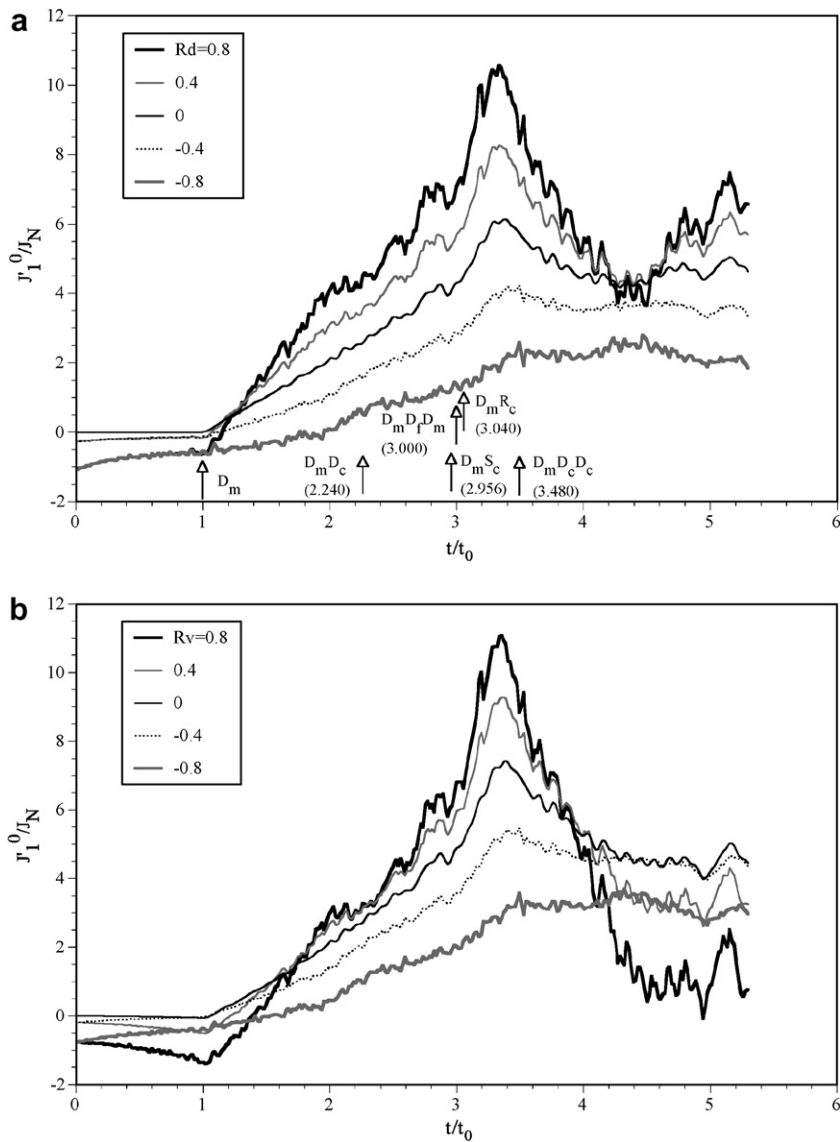 a
12
10
8
6
4
2
0
-2
J'₁⁰/J_N
Rd=0.8
0.4
0
-0.4
-0.8
DₘD_fDₘ
(3.000)
DₘR_c
(3.040)
Dₘ
DₘD_c
(2.240)
DₘS_c
(2.956)
DₘD_cD_c
(3.480)
0 1 2 3 4 5 6
t/t₀
b
12
10
8
6
4
2
0
-2
J'₁⁰/J_N
Rv=0.8
0.4
0
-0.4
-0.8
0 1 2 3 4 5 6
t/t₀